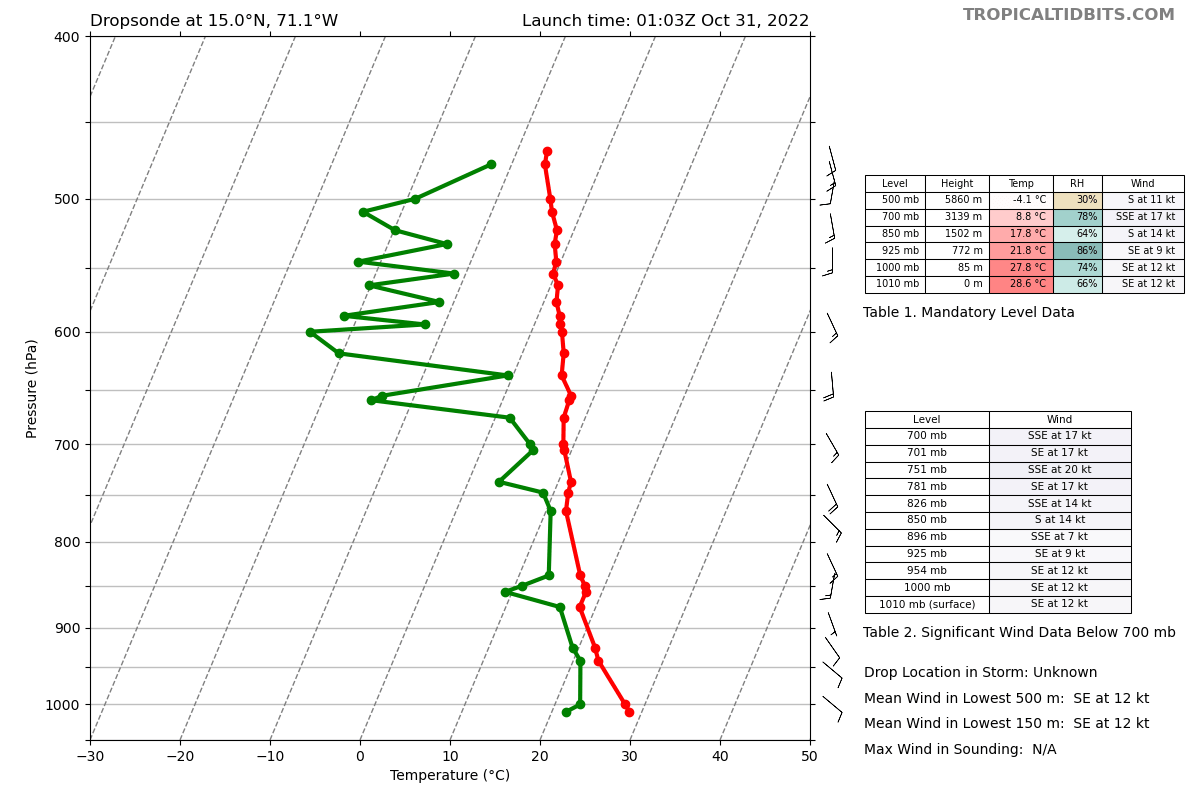 Dropsonde at 15.0°N, 71.1°W
Launch time: 01:03Z Oct 31, 2022
TROPICALTIDBITS.COM
400
500
600
700
800
900
1000
Pressure (hPa)
−30 −20 −10 0 10 20 30 40 50
Temperature (°C)
Level Height Temp RH Wind
500 mb 5860 m -4.1 °C 30% S at 11 kt
700 mb 3139 m 8.8 °C 78% SSE at 17 kt
850 mb 1502 m 17.8 °C 64% S at 14 kt
925 mb 772 m 21.8 °C 86% SE at 9 kt
1000 mb 85 m 27.8 °C 74% SE at 12 kt
1010 mb 0 m 28.6 °C 66% SE at 12 kt
Table 1. Mandatory Level Data
Level Wind
700 mb SSE at 17 kt
701 mb SE at 17 kt
751 mb SSE at 20 kt
781 mb SE at 17 kt
826 mb SSE at 14 kt
850 mb S at 14 kt
896 mb SSE at 7 kt
925 mb SE at 9 kt
954 mb SE at 12 kt
1000 mb SE at 12 kt
1010 mb (surface) SE at 12 kt
Table 2. Significant Wind Data Below 700 mb
Drop Location in Storm: Unknown
Mean Wind in Lowest 500 m: SE at 12 kt
Mean Wind in Lowest 150 m: SE at 12 kt
Max Wind in Sounding: N/A